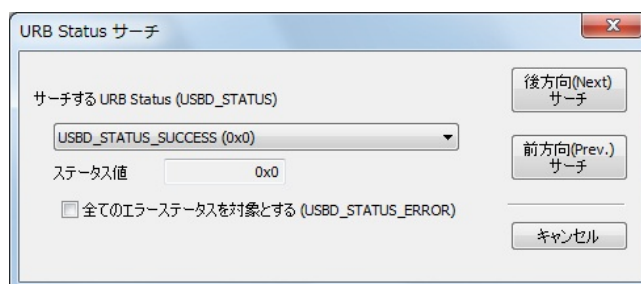 URB Status サーチ
サーチする URB Status (USBD_STATUS)
USBD_STATUS_SUCCESS (0x0)
ステータス値 0x0
全てのエラーステータスを対象とする (USBD_STATUS_ERROR)
後方向(Next)
サーチ
前方向(Prev.)
サーチ
キャンセル